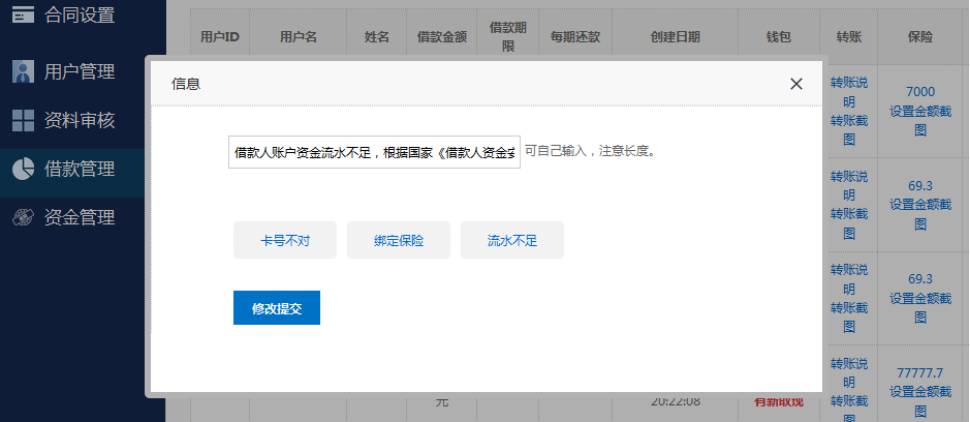 合同设置
用户管理
资料审核
借款管理
资金管理
用户ID
用户名
姓名
借款金额
借款期
限
每期还款
创建日期
钱包
转账
保险
信息
借款人账户资金流水不足，根据国家《借款人资金安
可自己输入，注意长度。
卡号不对
绑定保险
流水不足
修改提交
转账说
明
转账截
图
7000
设置金额截
图
转账说
明
转账截
图
69.3
设置金额截
图
转账说
明
转账截
图
69.3
设置金额截
图
转账说
明
转账截
图
77777.7
设置金额截
图
元
20:22:08
有新取现